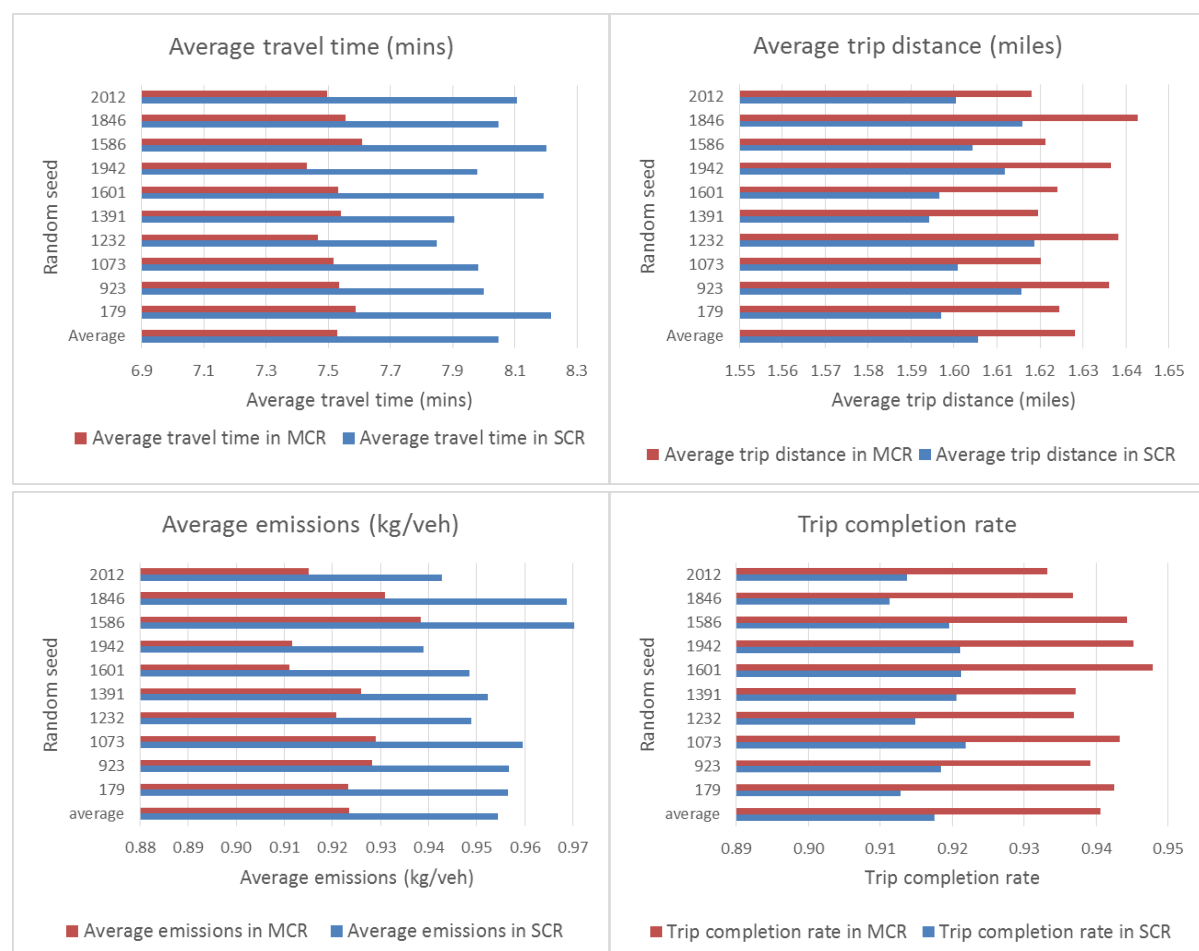 Average travel time (mins)
2012
1846
1586
1942
1601
1391
1232
1073
923
179
Average
Random seed
6.9 7.1 7.3 7.5 7.7 7.9 8.1 8.3
Average travel time (mins)
Average travel time in MCR Average travel time in SCR
Average trip distance (miles)
2012
1846
1586
1942
1601
1391
1232
1073
923
179
Average
Random seed
1.55 1.56 1.57 1.58 1.59 1.60 1.61 1.62 1.63 1.64 1.65
Average trip distance (miles)
Average trip distance in MCR Average trip distance in SCR
Average emissions (kg/veh)
2012
1846
1586
1942
1601
1391
1232
1073
923
179
average
Random seed
0.88 0.89 0.90 0.91 0.92 0.93 0.94 0.95 0.96 0.97
Average emissions (kg/veh)
Average emissions in MCR Average emissions in SCR
Trip completion rate
2012
1846
1586
1942
1601
1391
1232
1073
923
179
average
Random seed
0.89 0.90 0.91 0.92 0.93 0.94 0.95
Trip completion rate
Trip completion rate in MCR Trip completion rate in SCR